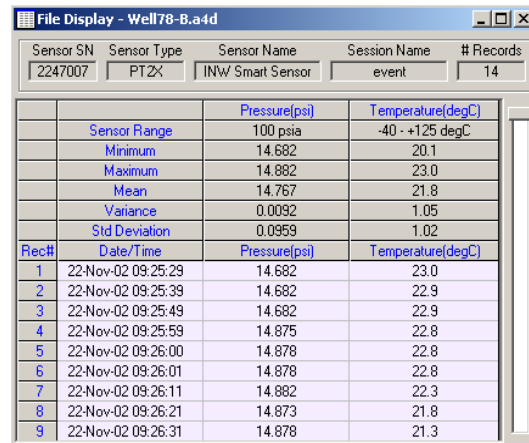 File Display - Well78-B.a4d
Sensor SN Sensor Type Sensor Name Session Name # Records
2247007 PT2X INW Smart Sensor event 14
Pressure(psi) Temperature(degC)
Sensor Range 100 psia -40 - +125 degC
Minimum 14.682 20.1
Maximum 14.882 23.0
Mean 14.767 21.8
Variance 0.0092 1.05
Std Deviation 0.0959 1.02
Rec# Date/Time Pressure(psi) Temperature(degC)
1 22-Nov-02 09:25:29 14.682 23.0
2 22-Nov-02 09:25:39 14.682 22.9
3 22-Nov-02 09:25:49 14.682 22.9
4 22-Nov-02 09:25:59 14.875 22.8
5 22-Nov-02 09:26:00 14.878 22.8
6 22-Nov-02 09:26:01 14.878 22.8
7 22-Nov-02 09:26:11 14.882 22.3
8 22-Nov-02 09:26:21 14.873 21.8
9 22-Nov-02 09:26:31 14.878 21.3